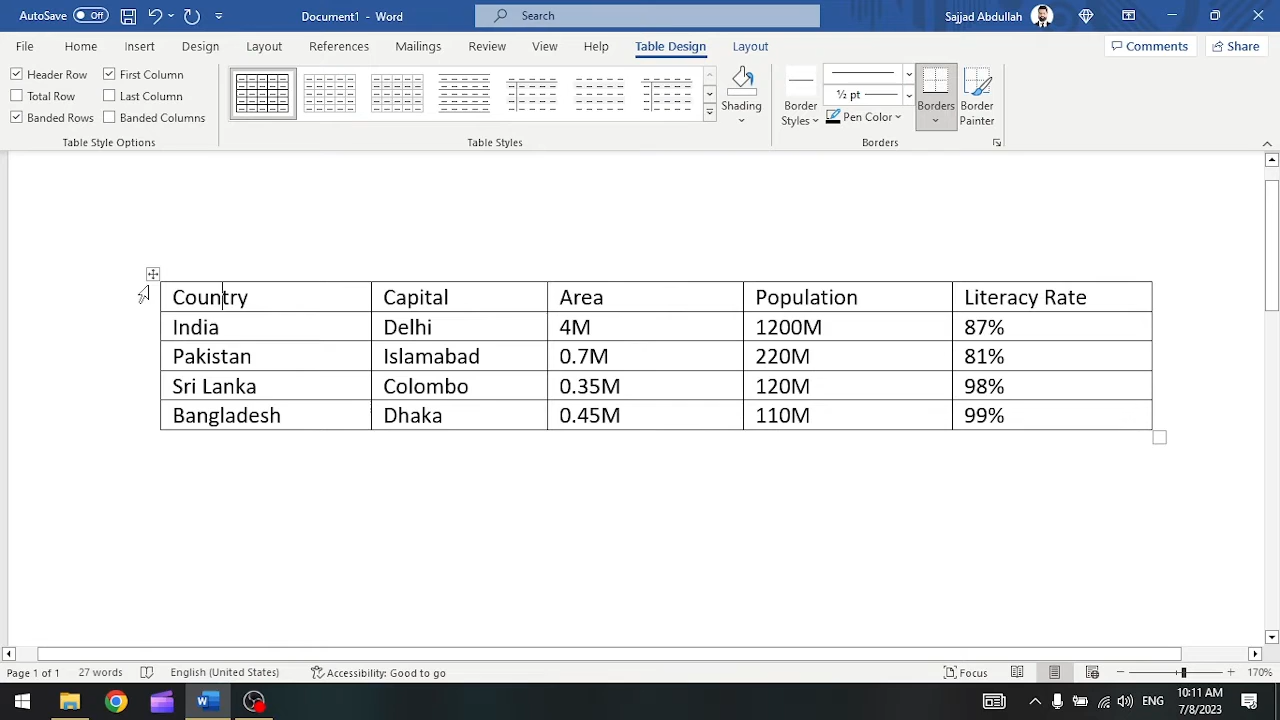 AutoSave Off Document1 - Word Search Sajjad Abdullah
File Home Insert Design Layout References Mailings Review View Help Table Design Layout Comments Share
Header Row First Column
Total Row Last Column
Banded Rows Banded Columns
Table Style Options
Table Styles
Shading
Border Styles
½ pt
Pen Color
Borders
Border Painter
Borders
Country Capital Area Population Literacy Rate
India Delhi 4M 1200M 87%
Pakistan Islamabad 0.7M 220M 81%
Sri Lanka Colombo 0.35M 120M 98%
Bangladesh Dhaka 0.45M 110M 99%
Page 1 of 1 27 words English (United States) Accessibility: Good to go Focus 170%
W ENG 10:11 AM
7/8/2023